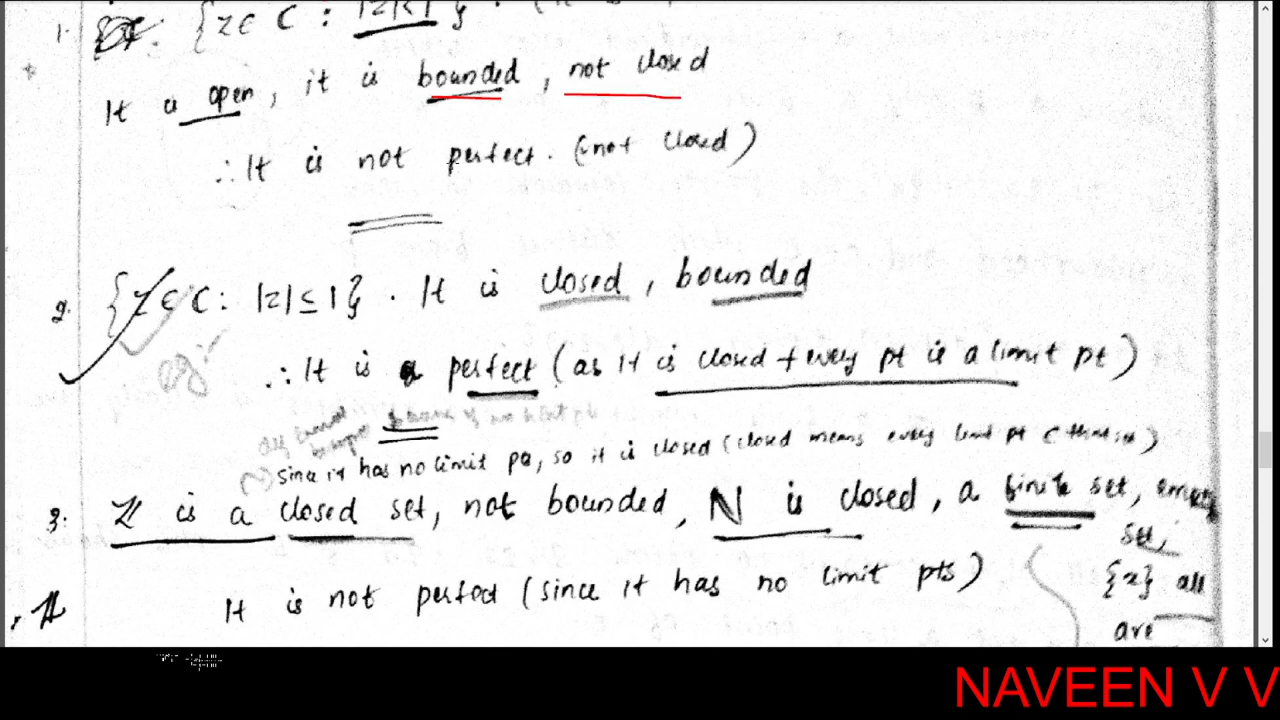 1. {z ∈ C : |z|<1}.
It is open, it is bounded, not closed
∴ It is not perfect. (not closed)
2. {z ∈ C : |z| ≤ 1}. It is closed, bounded
∴ It is a perfect (as it is closed + every pt is a limit pt)
since it has no limit pa, so it is closed (closed means every limit pt
3: Z is a closed set, not bounded, N is closed, a finite set, empty
set,
It is not perfect (since it has no limit pts)
{x} all
are
NAVEEN V V